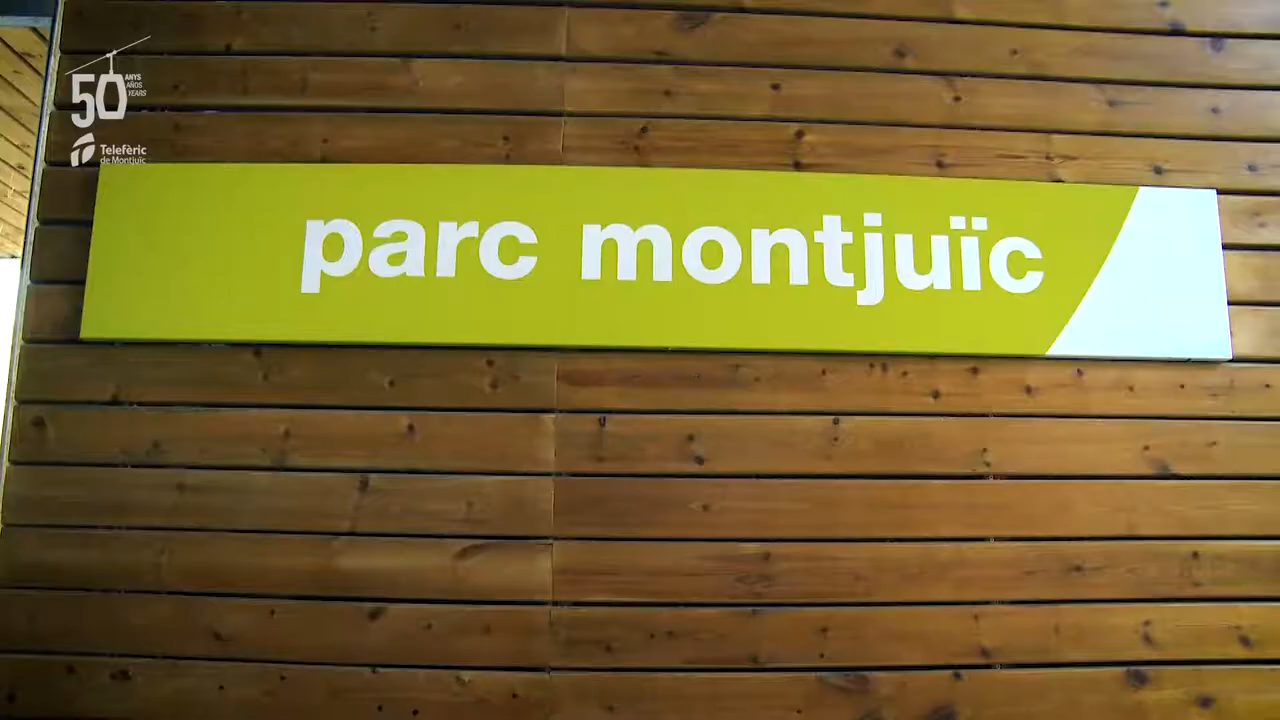 50
ANYS
AÑOS
YEARS
Telefèric
de Montjuïc
parc montjuïc